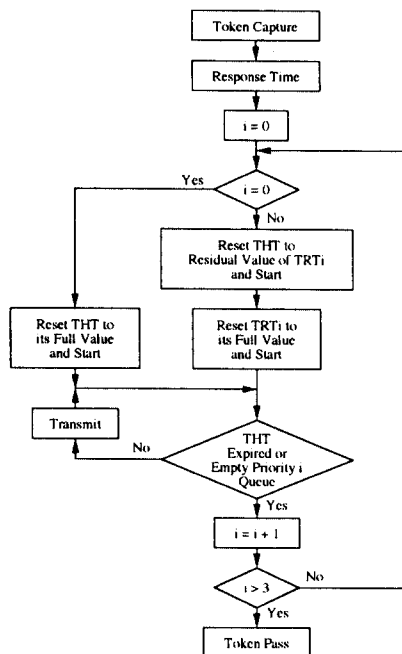 Token Capture
Response Time
i = 0
i = 0
Yes
No
Reset THT to
Residual Value of TRTi
and Start
Reset THT to
its Full Value
and Start
Reset TRTi to
its Full Value
and Start
Transmit
No
THT
Expired or
Empty Priority i
Queue
Yes
i = i + 1
i > 3
No
Yes
Token Pass